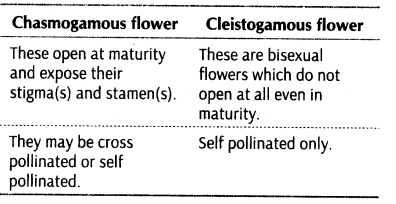 Chasmogamous flower Cleistogamous flower
These open at maturity
and expose their
stigma(s) and stamen(s).
These are bisexual
flowers which do not
open at all even in
maturity.
They may be cross
pollinated or self
pollinated.
Self pollinated only.